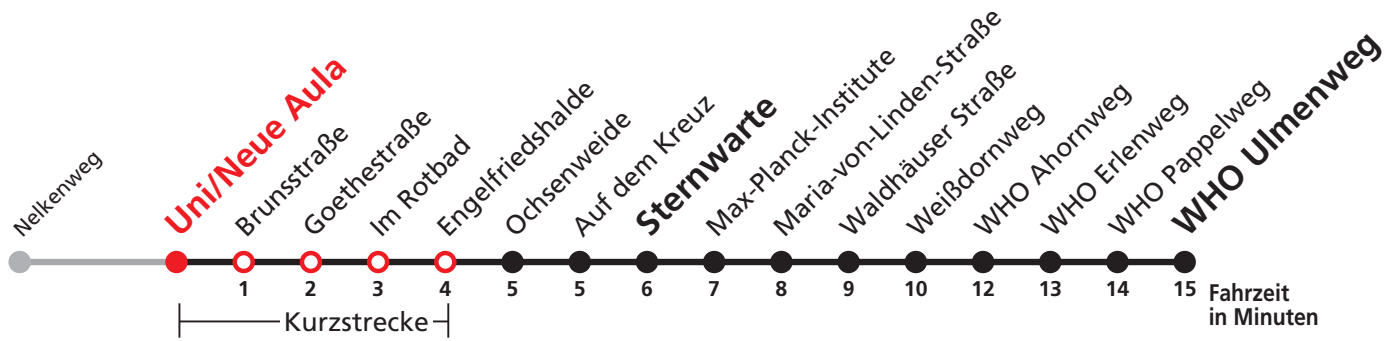 Nelkenweg
Uni/Neue Aula
Brunsstraße
Goethestraße
Im Rotbad
Engelfriedshalde
Ochsenweide
Auf dem Kreuz
Sternwarte
Max-Planck-Institute
Maria-von-Linden-Straße
Waldhäuser Straße
Weißdornweg
WHO Ahornweg
WHO Erlenweg
WHO Pappelweg
WHO Ulmenweg
1 2 3 4 5 5 6 7 8 9 10 12 13 14 15 Fahrzeit
in Minuten
Kurzstrecke